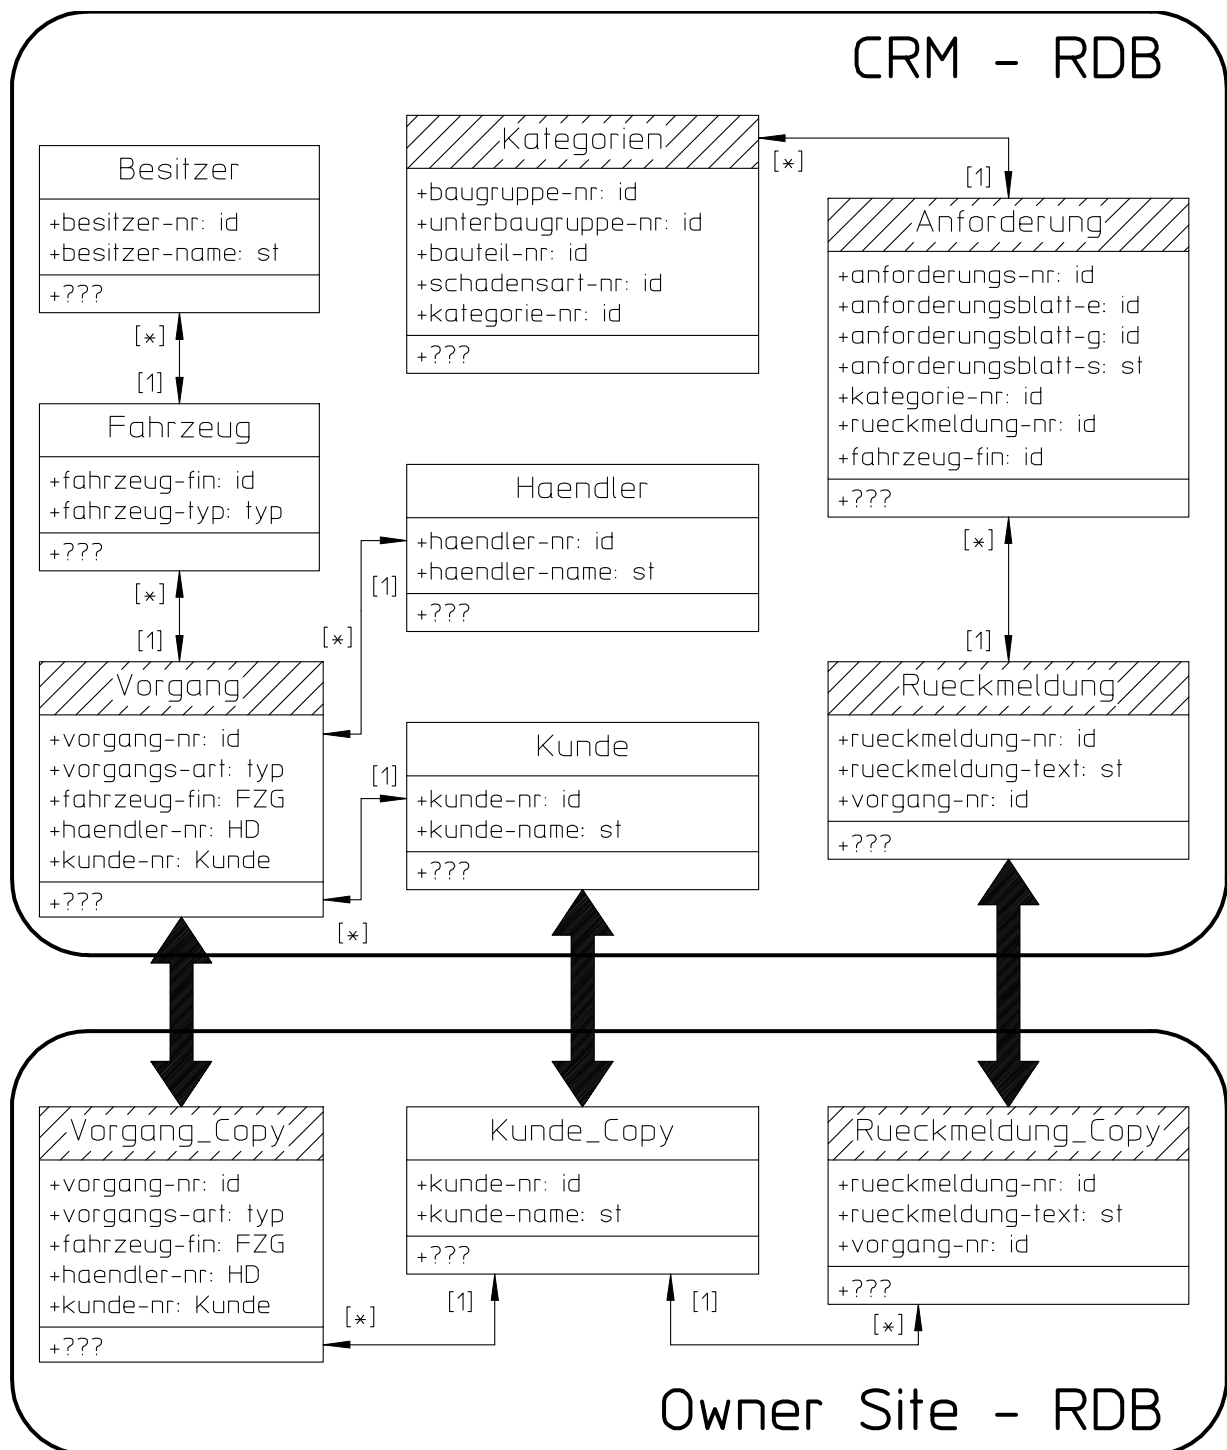 CRM - RDB
Besitzer
+besitzer-nr: id
+besitzer-name: st
+???
[*]
[1]
Fahrzeug
+fahrzeug-fin: id
+fahrzeug-typ: typ
+???
[*]
[1]
Vorgang
+vorgang-nr: id
+vorgangs-art: typ
+fahrzeug-fin: FZG
+haendler-nr: HD
+kunde-nr: Kunde
+???
Kategorien
+baugruppe-nr: id
+unterbaugruppe-nr: id
+bauteil-nr: id
+schadensart-nr: id
+kategorie-nr: id
+???
[*]
[1]
Haendler
+haendler-nr: id
+haendler-name: st
+???
[1]
[*]
Kunde
+kunde-nr: id
+kunde-name: st
+???
[1]
[*]
Anforderung
+anforderungs-nr: id
+anforderungsblatt-e: id
+anforderungsblatt-g: id
+anforderungsblatt-s: st
+kategorie-nr: id
+rueckmeldung-nr: id
+fahrzeug-fin: id
+???
[*]
[1]
Rueckmeldung
+rueckmeldung-nr: id
+rueckmeldung-text: st
+vorgang-nr: id
+???
Vorgang_Copy
+vorgang-nr: id
+vorgangs-art: typ
+fahrzeug-fin: FZG
+haendler-nr: HD
+kunde-nr: Kunde
+???
[*]
[1]
Kunde_Copy
+kunde-nr: id
+kunde-name: st
+???
[1]
[*]
Rueckmeldung_Copy
+rueckmeldung-nr: id
+rueckmeldung-text: st
+vorgang-nr: id
+???
Owner Site - RDB